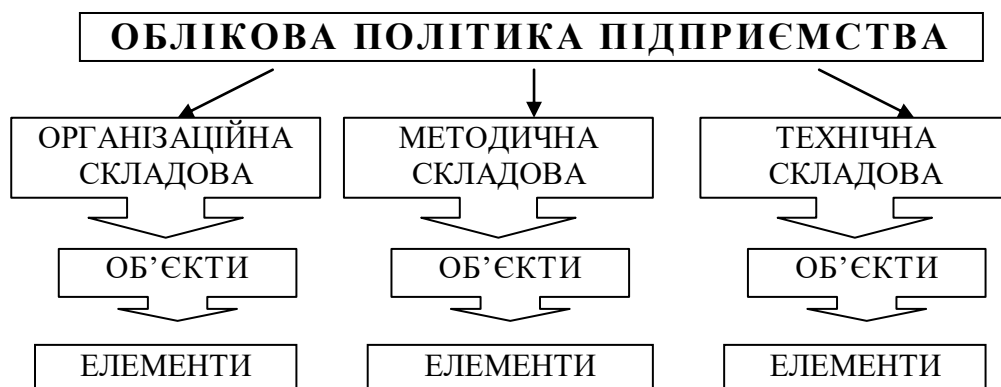 ОБЛІКОВА ПОЛІТИКА ПІДПРИЄМСТВА
ОРГАНІЗАЦІЙНА
СКЛАДОВА
МЕТОДИЧНА
СКЛАДОВА
ТЕХНІЧНА
СКЛАДОВА
ОБ’ЄКТИ
ОБ’ЄКТИ
ОБ’ЄКТИ
ЕЛЕМЕНТИ
ЕЛЕМЕНТИ
ЕЛЕМЕНТИ